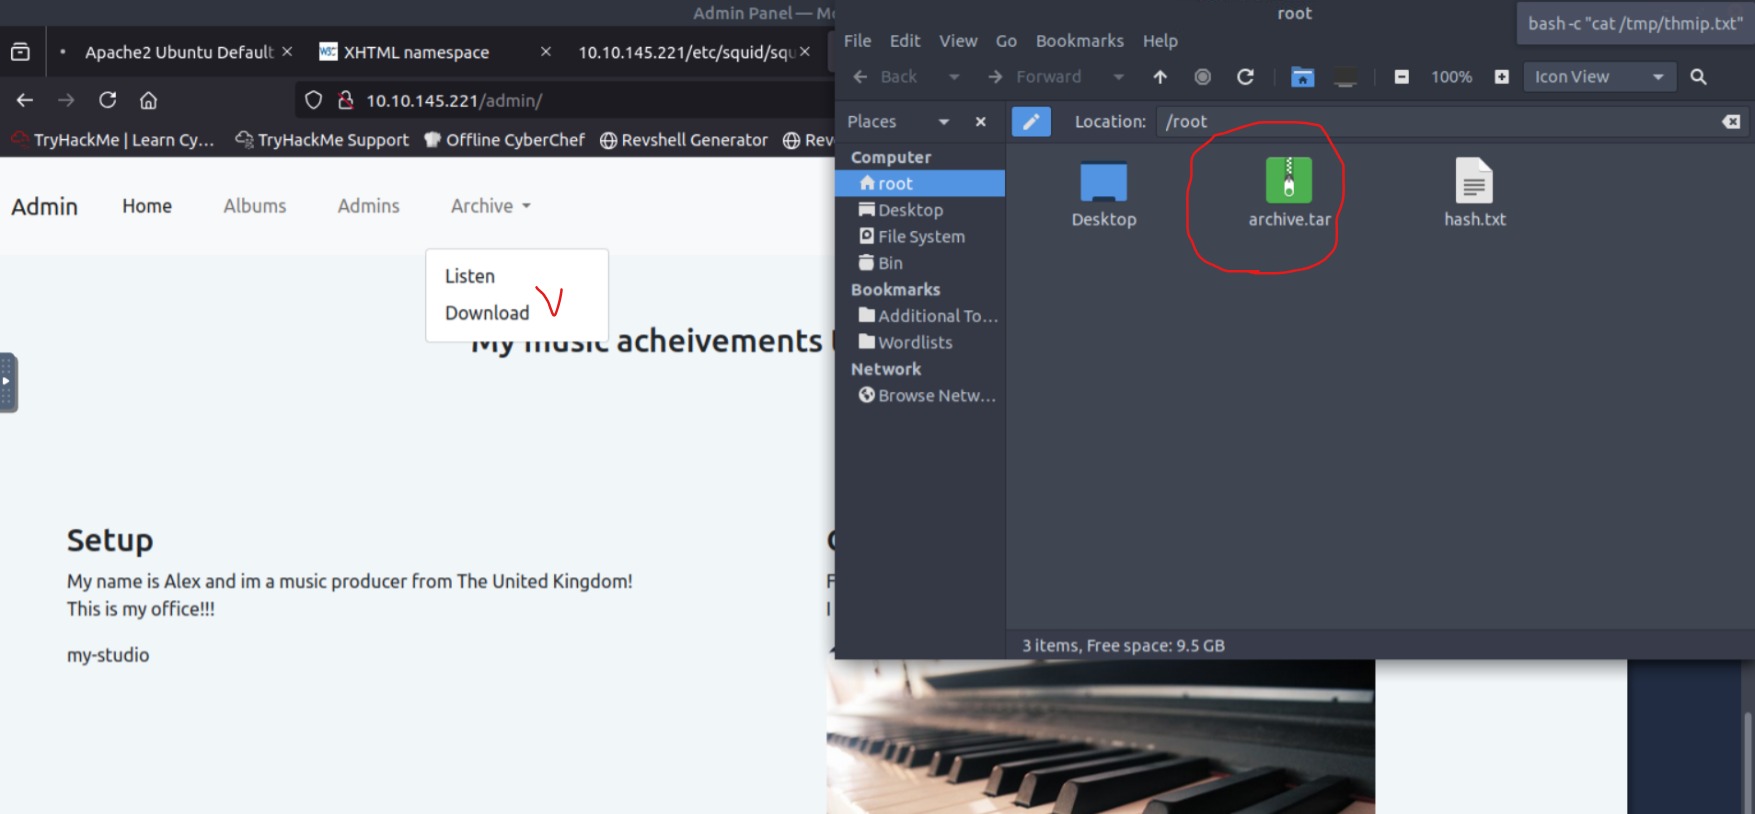 Admin Panel — Mo
Apache2 Ubuntu Default
XHTML namespace
10.10.145.221/etc/squid/squ
10.10.145.221/admin/
TryHackMe | Learn Cy...
TryHackMe Support
Offline CyberChef
Revshell Generator
Rev
Admin
Home
Albums
Admins
Archive
Listen
Download
My music acheivements
Setup
My name is Alex and im a music producer from The United Kingdom!
This is my office!!!
my-studio
root
bash -c "cat /tmp/thmip.txt"
File Edit View Go Bookmarks Help
Back
Forward
100%
Icon View
Places
Location:
/root
Computer
root
Desktop
File System
Bin
Bookmarks
Additional To...
Wordlists
Network
Browse Netw...
Desktop
archive.tar
hash.txt
3 items, Free space: 9.5 GB